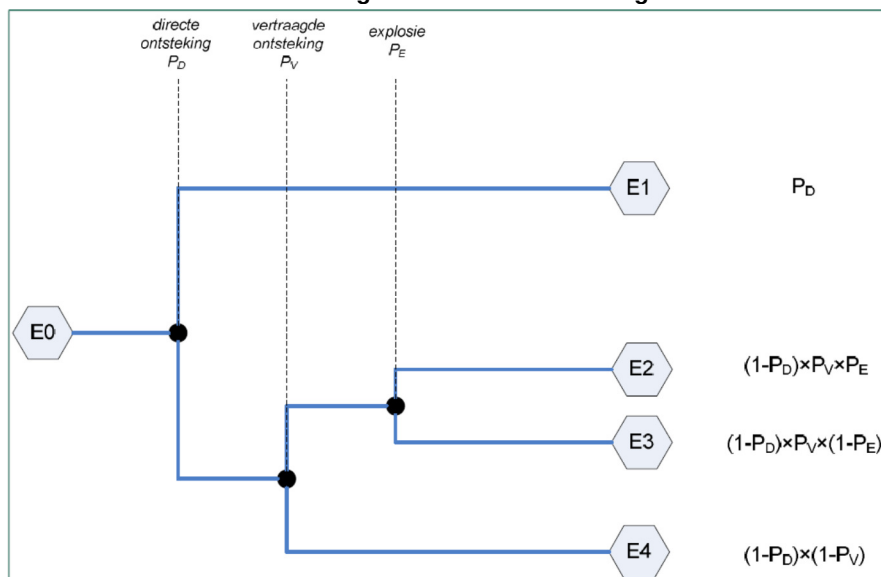 directe
ontsteking
P_D
vertraagde
ontsteking
P_V
explosie
P_E
E1
P_D
E0
E2
(1-P_D)×P_V×P_E
E3
(1-P_D)×P_V×(1-P_E)
E4
(1-P_D)×(1-P_V)